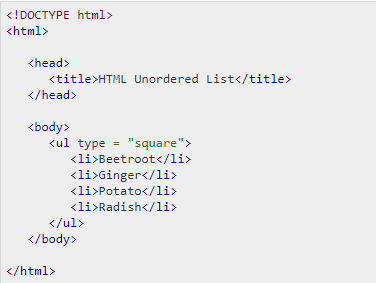 <!DOCTYPE html>
<html>
<head>
<title>HTML Unordered List</title>
</head>
<body>
<ul type = "square">
<li>Beetroot</li>
<li>Ginger</li>
<li>Potato</li>
<li>Radish</li>
</ul>
</body>
</html>